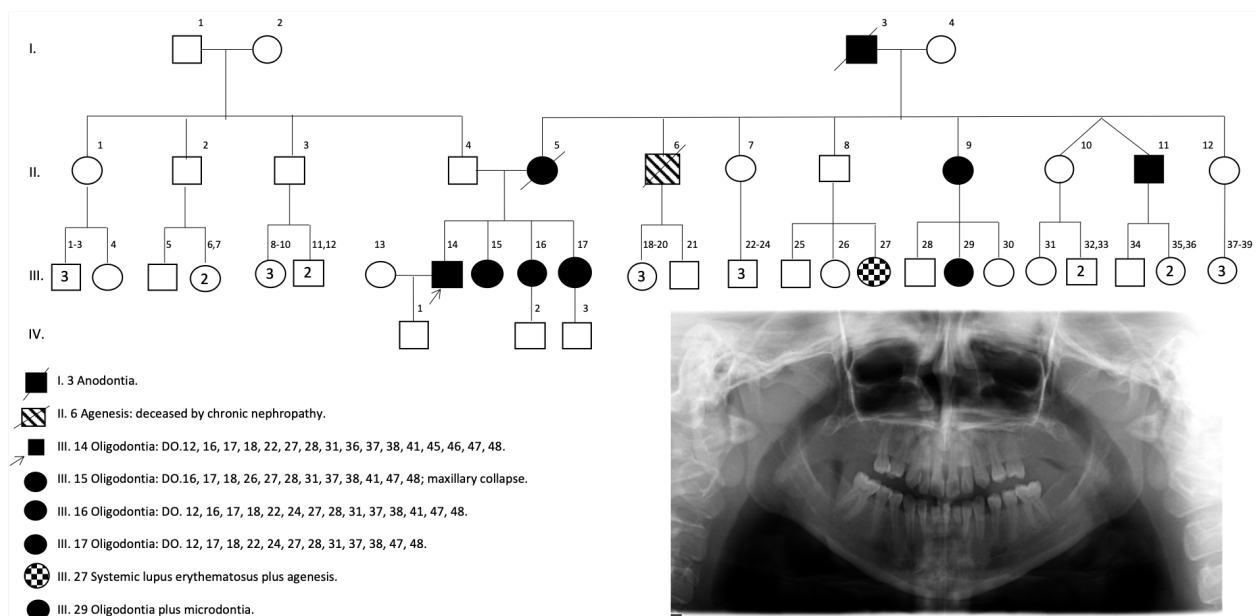 1 2 3 4
I.
1 2 3 4 5 6 7 8 9 10 11 12
II.
1-3 4 5 6,7 8-10 11,12 13 14 15 16 17 18-20 21 22-24 25 26 27 28 29 30 31 32,33 34 35,36 37-39
III. 3 2 3 2 3 3 2 2 3
1 2 3
IV.
I. 3 Anodontia.
II. 6 Agenesis: deceased by chronic nephropathy.
III. 14 Oligodontia: DO.12, 16, 17, 18, 22, 27, 28, 31, 36, 37, 38, 41, 45, 46, 47, 48.
III. 15 Oligodontia: DO.16, 17, 18, 26, 27, 28, 31, 37, 38, 41, 47, 48; maxillary collapse.
III. 16 Oligodontia: DO. 12, 16, 17, 18, 22, 24, 27, 28, 31, 37, 38, 41, 47, 48.
III. 17 Oligodontia: DO. 12, 17, 18, 22, 24, 27, 28, 31, 37, 38, 47, 48.
III. 27 Systemic lupus erythematosus plus agenesis.
III. 29 Oligodontia plus microdontia.